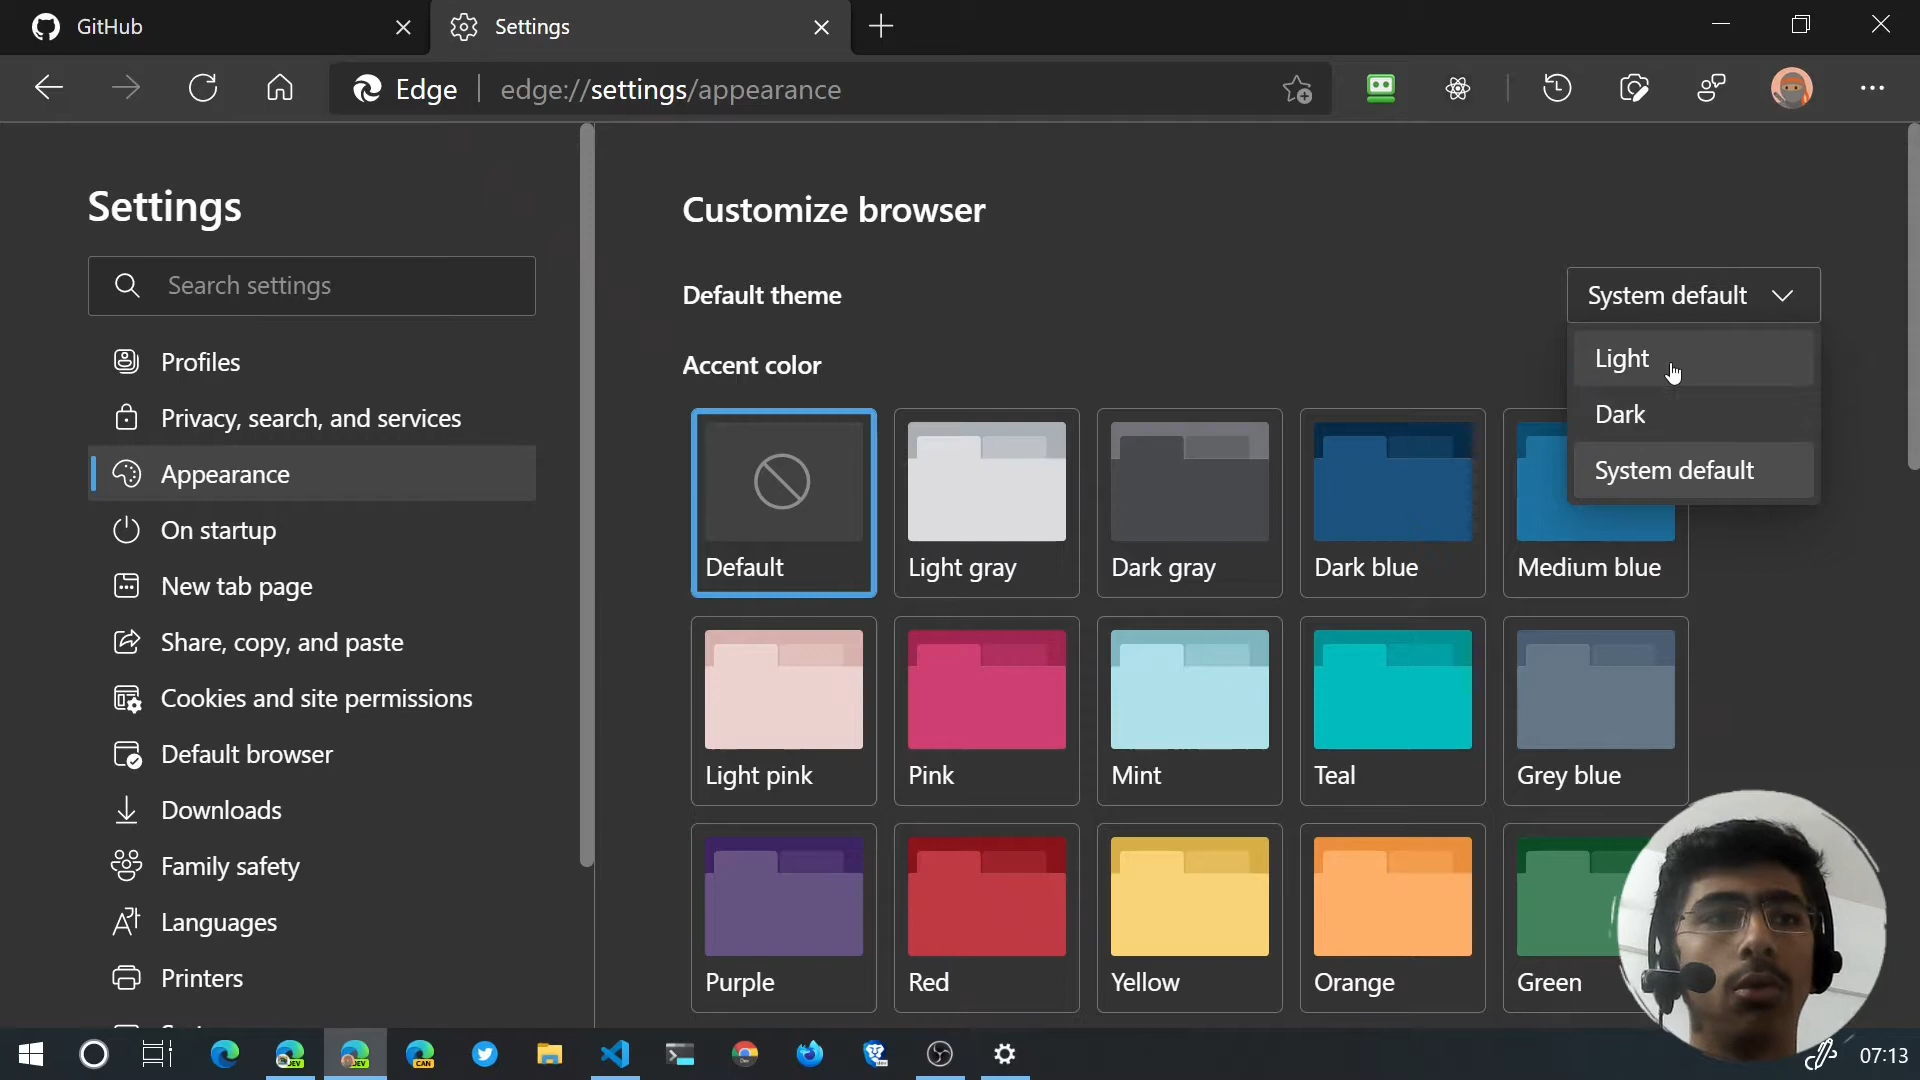 GitHub
Settings
Edge
edge://settings/appearance
Settings
Search settings
Profiles
Privacy, search, and services
Appearance
On startup
New tab page
Share, copy, and paste
Cookies and site permissions
Default browser
Downloads
Family safety
Languages
Printers
Customize browser
Default theme
System default
Light
Dark
System default
Accent color
Default
Light gray
Dark gray
Dark blue
Medium blue
Light pink
Pink
Mint
Teal
Grey blue
Purple
Red
Yellow
Orange
Green
DEV
DEV
CAN
07:13